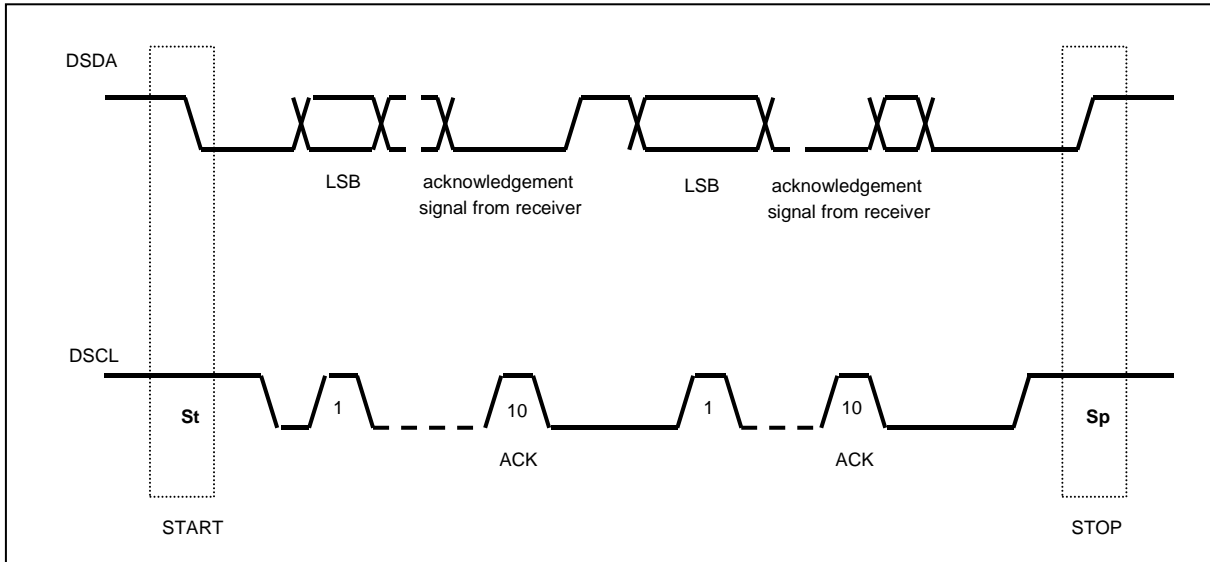 DSDA
LSB
acknowledgement
signal from receiver
LSB
acknowledgement
signal from receiver
DSCL
St
1
10
1
10
Sp
ACK
ACK
START
STOP